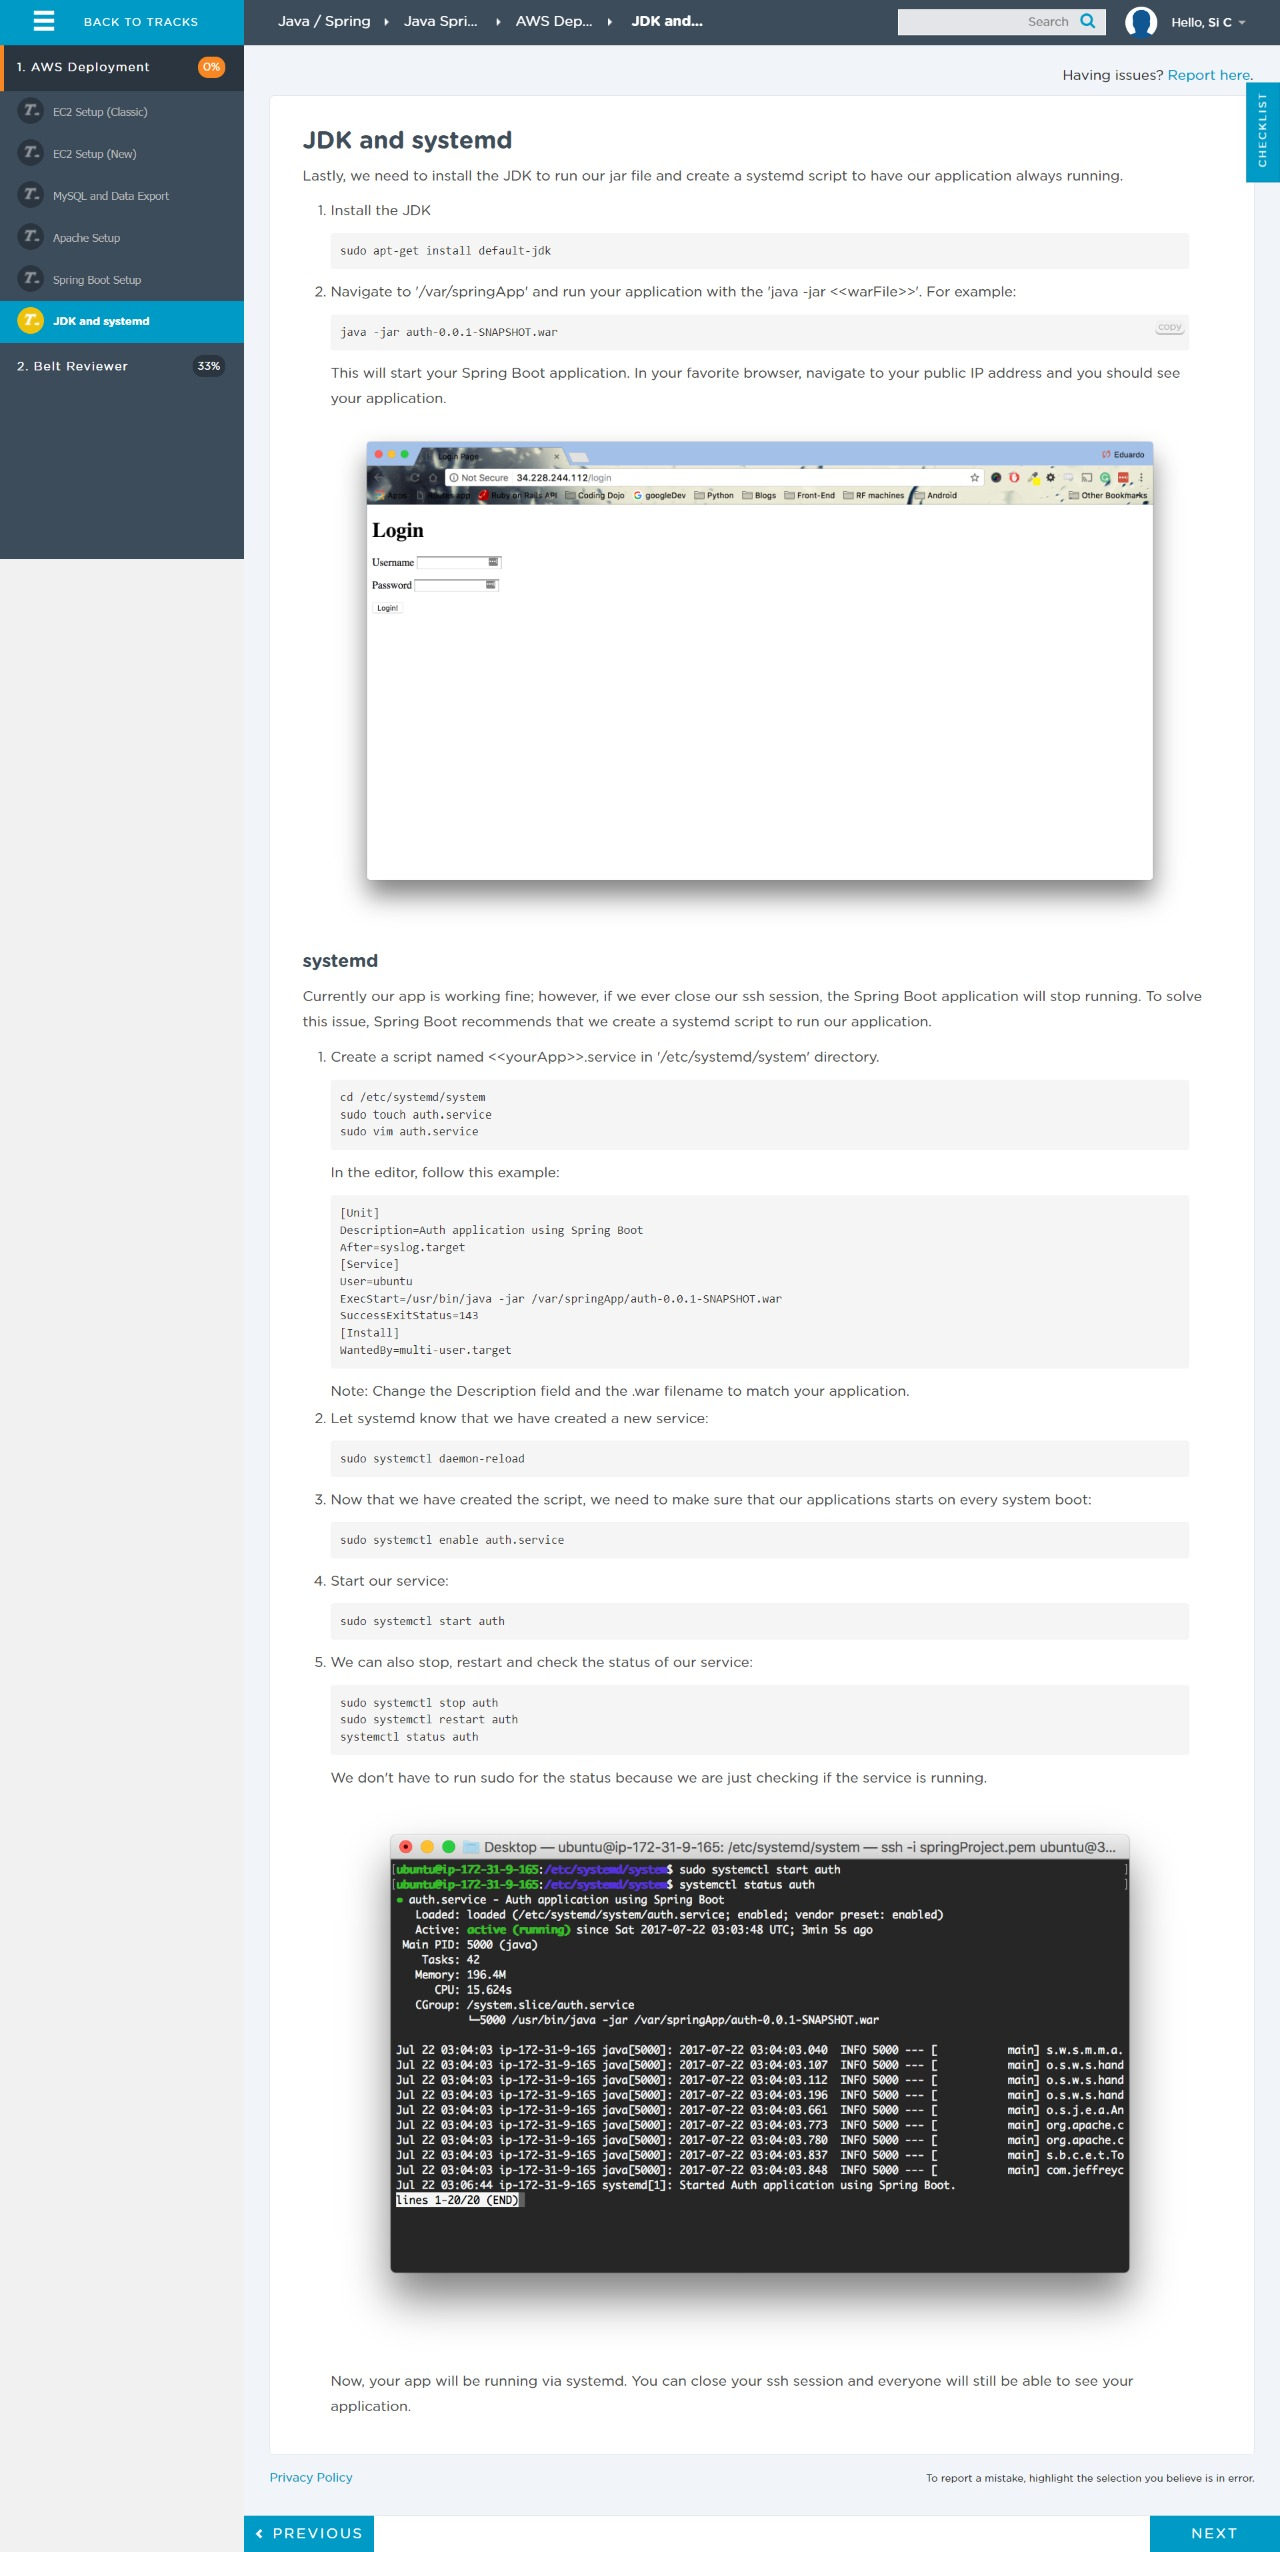 BACK TO TRACKS
Java / Spring
Java Spri...
AWS Dep...
JDK and...
Search
Hello, Si C
1. AWS Deployment
0%
EC2 Setup (Classic)
EC2 Setup (New)
MySQL and Data Export
Apache Setup
Spring Boot Setup
JDK and systemd
2. Belt Reviewer
33%
Having issues? Report here.
CHECKLIST
JDK and systemd
Lastly, we need to install the JDK to run our jar file and create a systemd script to have our application always running.
1. Install the JDK
sudo apt-get install default-jdk
2. Navigate to '/var/springApp' and run your application with the 'java -jar <<warFile>>'. For example:
java -jar auth-0.0.1-SNAPSHOT.war
copy
This will start your Spring Boot application. In your favorite browser, navigate to your public IP address and you should see
your application.
Login Page
Eduardo
Not Secure 34.228.244.112/login
Apps Routes app Ruby on Rails API Coding Dojo googleDev Python Blogs Front-End RF machines Android Other Bookmarks
Login
Username
Password
Login!
systemd
Currently our app is working fine; however, if we ever close our ssh session, the Spring Boot application will stop running. To solve
this issue, Spring Boot recommends that we create a systemd script to run our application.
1. Create a script named <<yourApp>>.service in '/etc/systemd/system' directory.
cd /etc/systemd/system
sudo touch auth.service
sudo vim auth.service
In the editor, follow this example:
[Unit]
Description=Auth application using Spring Boot
After=syslog.target
[Service]
User=ubuntu
ExecStart=/usr/bin/java -jar /var/springApp/auth-0.0.1-SNAPSHOT.war
SuccessExitStatus=143
[Install]
WantedBy=multi-user.target
Note: Change the Description field and the .war filename to match your application.
2. Let systemd know that we have created a new service:
sudo systemctl daemon-reload
3. Now that we have created the script, we need to make sure that our applications starts on every system boot:
sudo systemctl enable auth.service
4. Start our service:
sudo systemctl start auth
5. We can also stop, restart and check the status of our service:
sudo systemctl stop auth
sudo systemctl restart auth
systemctl status auth
We don't have to run sudo for the status because we are just checking if the service is running.
Desktop — ubuntu@ip-172-31-9-165: /etc/systemd/system — ssh -i springProject.pem ubuntu@3...
[ubuntu@ip-172-31-9-165:/etc/systemd/system$ sudo systemctl start auth ]
[ubuntu@ip-172-31-9-165:/etc/systemd/system$ systemctl status auth ]
● auth.service - Auth application using Spring Boot
Loaded: loaded (/etc/systemd/system/auth.service; enabled; vendor preset: enabled)
Active: active (running) since Sat 2017-07-22 03:03:48 UTC; 3min 5s ago
Main PID: 5000 (java)
Tasks: 42
Memory: 196.4M
CPU: 15.624s
CGroup: /system.slice/auth.service
└─5000 /usr/bin/java -jar /var/springApp/auth-0.0.1-SNAPSHOT.war
Jul 22 03:04:03 ip-172-31-9-165 java[5000]: 2017-07-22 03:04:03.040 INFO 5000 --- [ main] s.w.s.m.m.a.
Jul 22 03:04:03 ip-172-31-9-165 java[5000]: 2017-07-22 03:04:03.107 INFO 5000 --- [ main] o.s.w.s.hand
Jul 22 03:04:03 ip-172-31-9-165 java[5000]: 2017-07-22 03:04:03.112 INFO 5000 --- [ main] o.s.w.s.hand
Jul 22 03:04:03 ip-172-31-9-165 java[5000]: 2017-07-22 03:04:03.196 INFO 5000 --- [ main] o.s.w.s.hand
Jul 22 03:04:03 ip-172-31-9-165 java[5000]: 2017-07-22 03:04:03.661 INFO 5000 --- [ main] o.s.j.e.a.An
Jul 22 03:04:03 ip-172-31-9-165 java[5000]: 2017-07-22 03:04:03.773 INFO 5000 --- [ main] org.apache.c
Jul 22 03:04:03 ip-172-31-9-165 java[5000]: 2017-07-22 03:04:03.780 INFO 5000 --- [ main] org.apache.c
Jul 22 03:04:03 ip-172-31-9-165 java[5000]: 2017-07-22 03:04:03.837 INFO 5000 --- [ main] s.b.c.e.t.To
Jul 22 03:04:03 ip-172-31-9-165 java[5000]: 2017-07-22 03:04:03.848 INFO 5000 --- [ main] com.jeffreyc
Jul 22 03:06:44 ip-172-31-9-165 systemd[1]: Started Auth application using Spring Boot.
lines 1-20/20 (END)
Now, your app will be running via systemd. You can close your ssh session and everyone will still be able to see your
application.
Privacy Policy
To report a mistake, highlight the selection you believe is in error.
PREVIOUS
NEXT